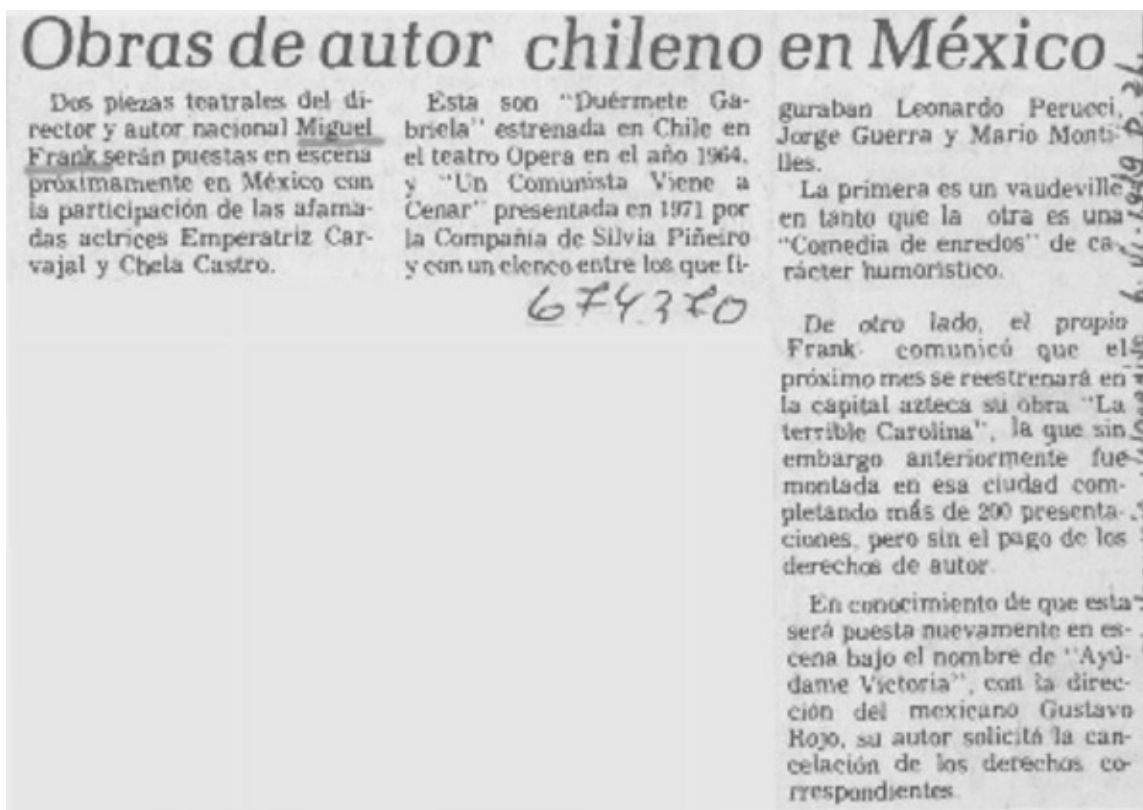 Obras de autor chileno en México
Dos piezas teatrales del di-
rector y autor nacional Miguel
Frank serán puestas en escena
próximamente en México con
la participación de las afama-
das actrices Emperatriz Car-
vajal y Chela Castro.
Esta son "Duérmete Ga-
briela" estrenada en Chile en
el teatro Opera en el año 1964,
y "Un Comunista Viene a
Cenar" presentada en 1971 por
la Compañía de Silvia Piñeiro
y con un elenco entre los que fi-
674370
guraban Leonardo Perucci,
Jorge Guerra y Mario Monti-
lles.
La primera es un vaudeville
en tanto que la otra es una
"Comedia de enredos" de ca-
rácter humorístico.
De otro lado, el propio
Frank comunicó que el
próximo mes se reestrenará en
la capital azteca su obra "La
terrible Carolina", la que sin
embargo anteriormente fue
montada en esa ciudad com-
pletando más de 200 presenta-
ciones, pero sin el pago de los
derechos de autor.
En conocimiento de que esta
será puesta nuevamente en es-
cena bajo el nombre de "Ayú-
dame Victoria", con la direc-
ción del mexicano Gustavo
Rojo, su autor solicitó la can-
celación de los derechos co-
rrespondientes.